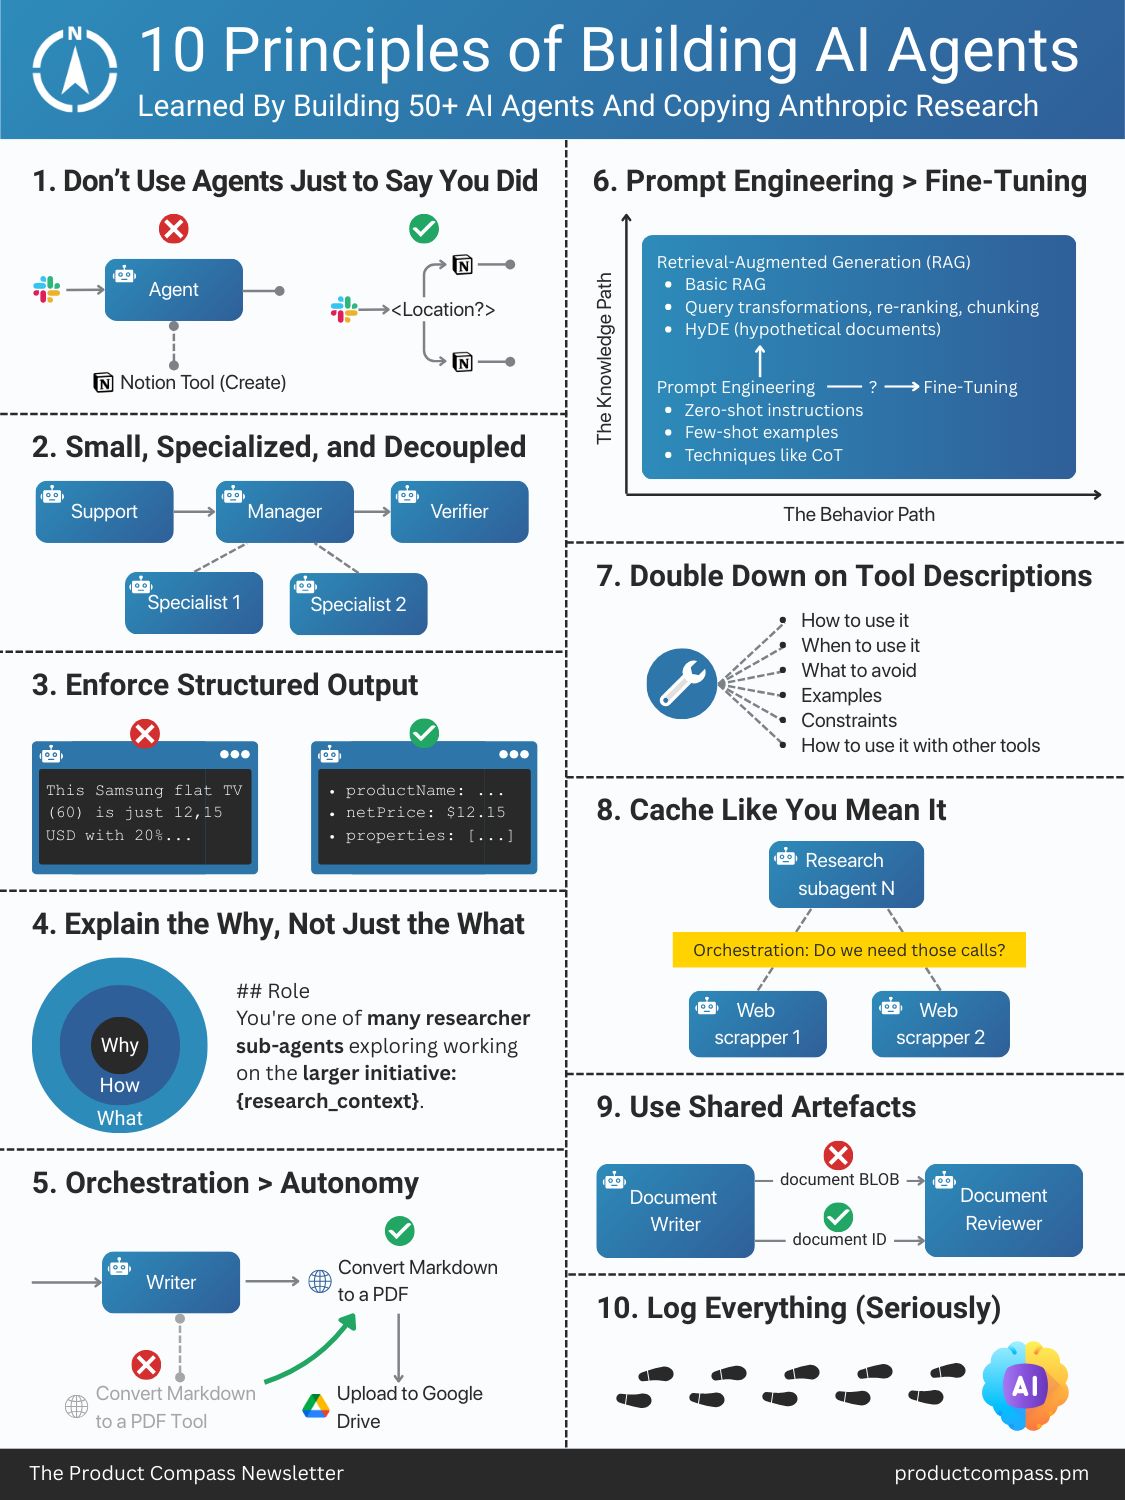 N
10 Principles of Building AI Agents
Learned By Building 50+ AI Agents And Copying Anthropic Research
1. Don’t Use Agents Just to Say You Did
Agent
Notion Tool (Create)
<Location?>
2. Small, Specialized, and Decoupled
Support
Manager
Verifier
Specialist 1
Specialist 2
3. Enforce Structured Output
This Samsung flat TV
(60) is just 12,15
USD with 20%...
• productName: ...
• netPrice: $12.15
• properties: [...]
4. Explain the Why, Not Just the What
Why
How
What
## Role
You're one of many researcher
sub-agents exploring working
on the larger initiative:
{research_context}.
5. Orchestration > Autonomy
Writer
Convert Markdown
to a PDF
Convert Markdown
to a PDF Tool
Upload to Google
Drive
6. Prompt Engineering > Fine-Tuning
The Knowledge Path
Retrieval-Augmented Generation (RAG)
• Basic RAG
• Query transformations, re-ranking, chunking
• HyDE (hypothetical documents)
Prompt Engineering ? Fine-Tuning
• Zero-shot instructions
• Few-shot examples
• Techniques like CoT
The Behavior Path
7. Double Down on Tool Descriptions
• How to use it
• When to use it
• What to avoid
• Examples
• Constraints
• How to use it with other tools
8. Cache Like You Mean It
Research
subagent N
Orchestration: Do we need those calls?
Web
scrapper 1
Web
scrapper 2
9. Use Shared Artefacts
Document
Writer
document BLOB
document ID
Document
Reviewer
10. Log Everything (Seriously)
AI
The Product Compass Newsletter
productcompass.pm